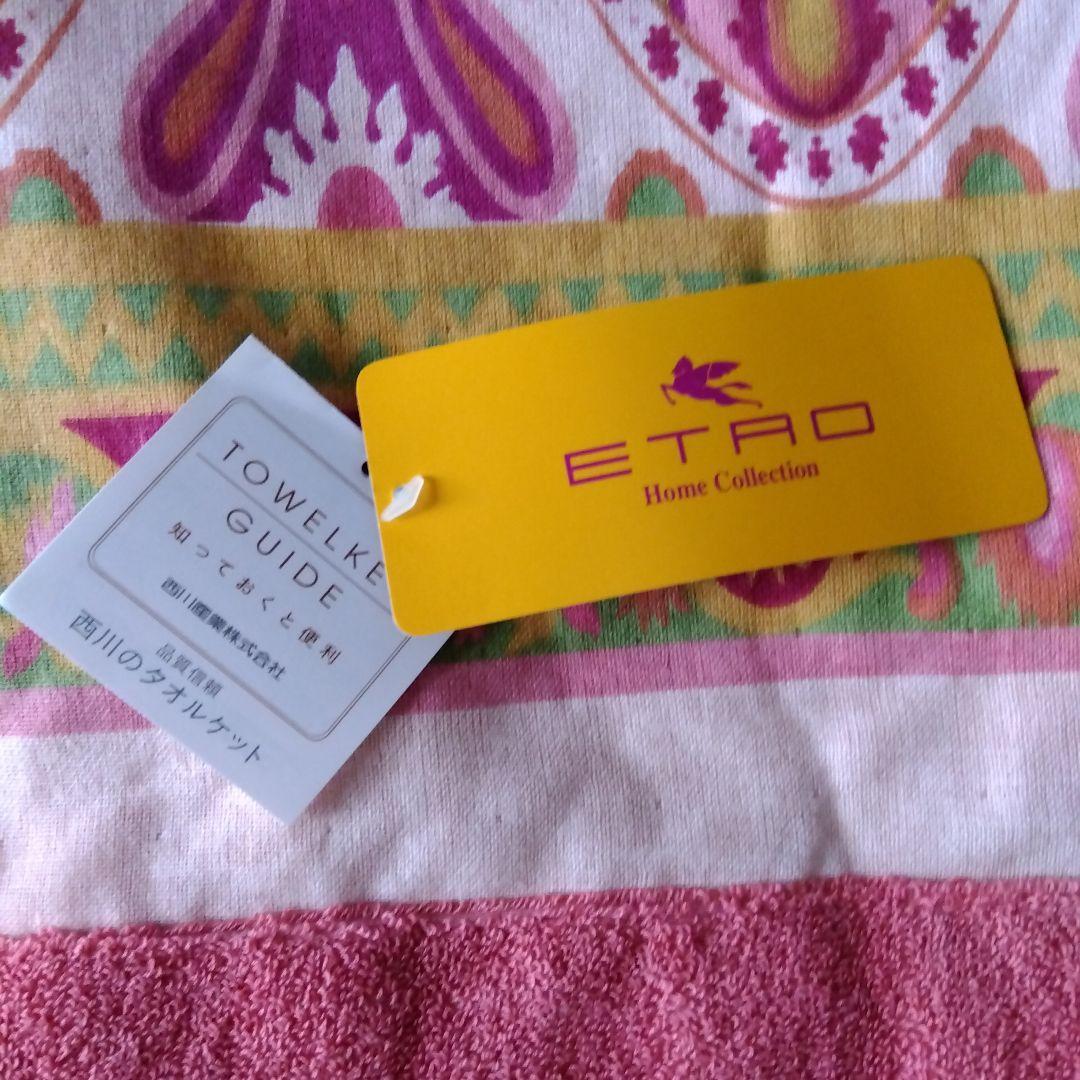 TOWELKE
GUIDE
知っておくと便利
西川産業株式会社
品質信頼
西川のタオルケット
ETRO
Home Collection